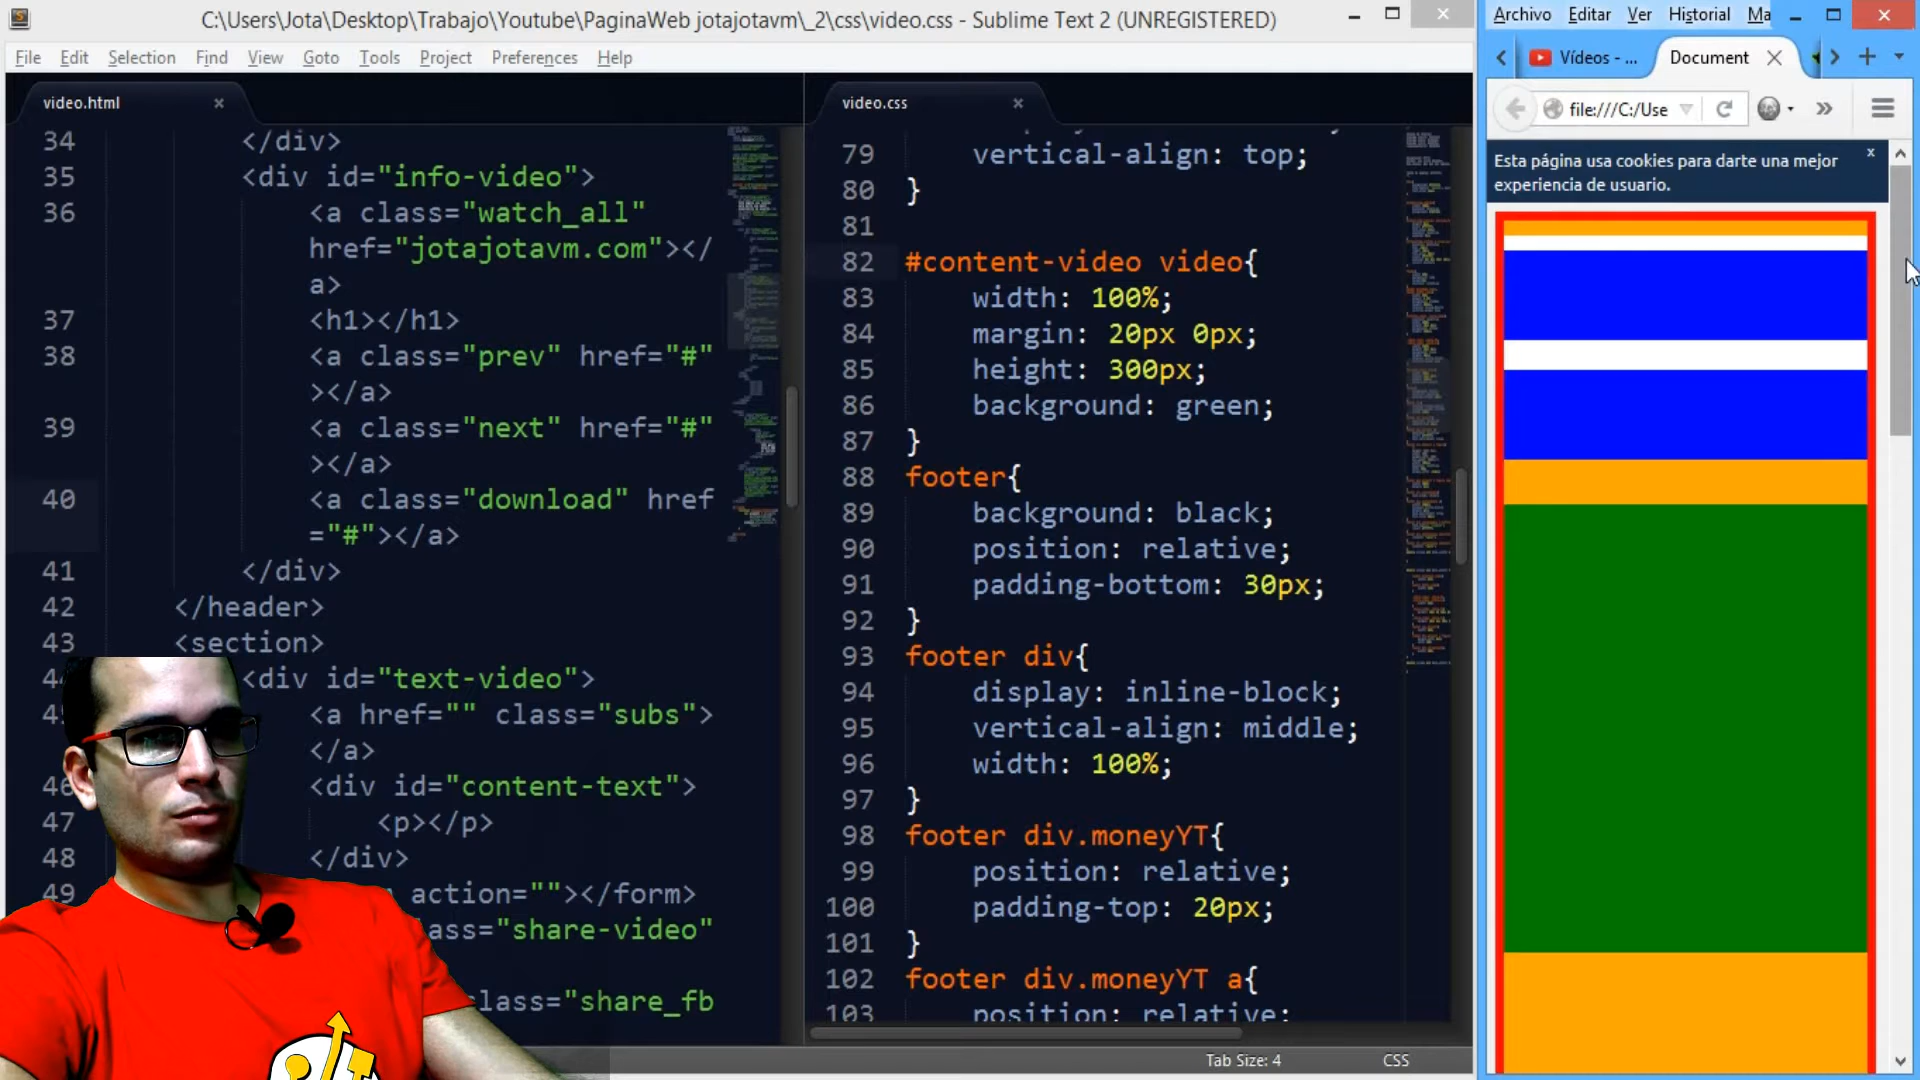 C:\Users\Jota\Desktop\Trabajo\Youtube\PaginaWeb jotajotavm\_2\css\video.css - Sublime Text 2 (UNREGISTERED)
File Edit Selection Find View Goto Tools Project Preferences Help
video.html ×
34 </div>
35 <div id="info-video">
36 <a class="watch_all"
href="jotajotavm.com"></
a>
37 <h1></h1>
38 <a class="prev" href="#"
></a>
39 <a class="next" href="#"
></a>
40 <a class="download" href
="#"></a>
41 </div>
42 </header>
43 <section>
<div id="text-video">
<a href="" class="subs">
</a>
46 <div id="content-text">
47 <p></p>
48 </div>
49 action=""></form>
ass="share-video"
class="share_fb
video.css ×
79 vertical-align: top;
80 }
81
82 #content-video video{
83 width: 100%;
84 margin: 20px 0px;
85 height: 300px;
86 background: green;
87 }
88 footer{
89 background: black;
90 position: relative;
91 padding-bottom: 30px;
92 }
93 footer div{
94 display: inline-block;
95 vertical-align: middle;
96 width: 100%;
97 }
98 footer div.moneyYT{
99 position: relative;
100 padding-top: 20px;
101 }
102 footer div.moneyYT a{
103 position: relative;
Tab Size: 4 CSS
Archivo Editar Ver Historial Ma
Vídeos - ... Document
file:///C:/Use
Esta página usa cookies para darte una mejor x
experiencia de usuario.